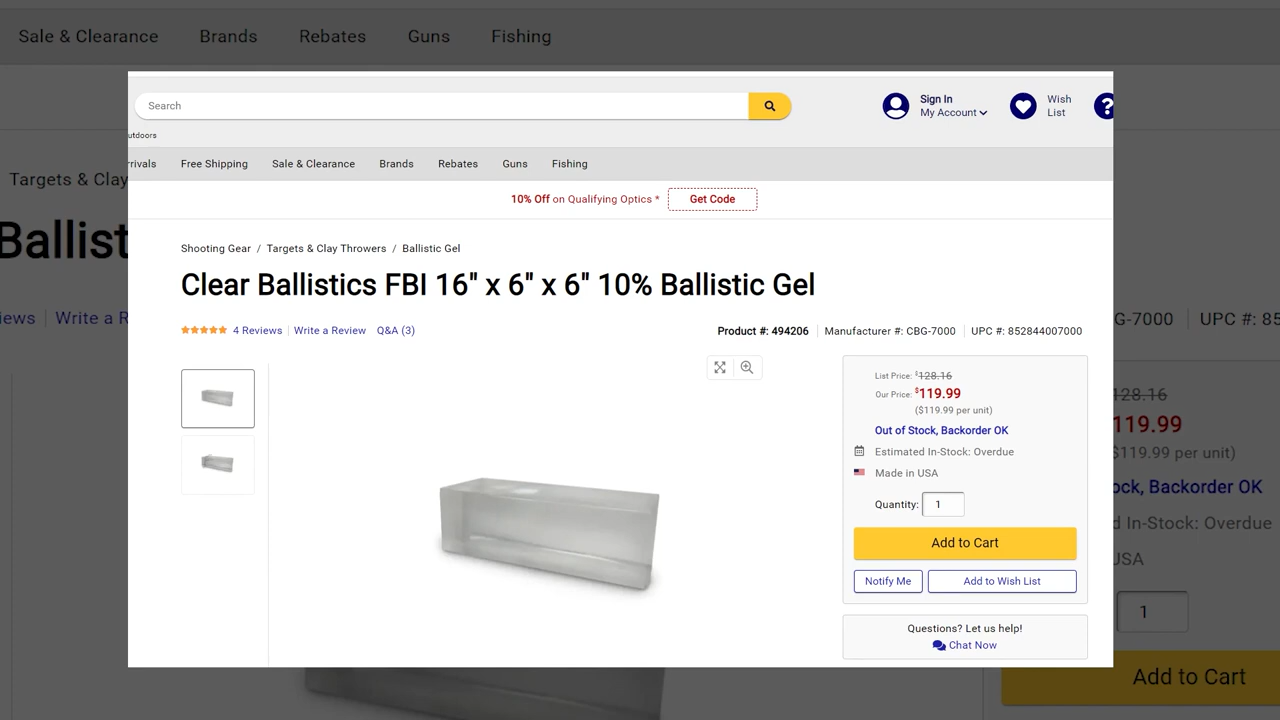 Sale & Clearance Brands Rebates Guns Fishing
Search
Sign In
My Account
Wish
List
?
utdoors
rrivals Free Shipping Sale & Clearance Brands Rebates Guns Fishing
10% Off on Qualifying Optics * Get Code
Targets & Clay
Shooting Gear / Targets & Clay Throwers / Ballistic Gel
Ballist
Clear Ballistics FBI 16" x 6" x 6" 10% Ballistic Gel
iews Write a R
4 Reviews Write a Review Q&A (3)
Product #: 494206 Manufacturer #: CBG-7000 UPC #: 852844007000
G-7000 UPC #: 85
List Price: $128.16
Our Price: $119.99
($119.99 per unit)
Out of Stock, Backorder OK
Estimated In-Stock: Overdue
Made in USA
Quantity: 1
Add to Cart
Notify Me Add to Wish List
Questions? Let us help!
Chat Now
128.16
119.99
$119.99 per unit)
ock, Backorder OK
d In-Stock: Overdue
USA
1
Add to Cart